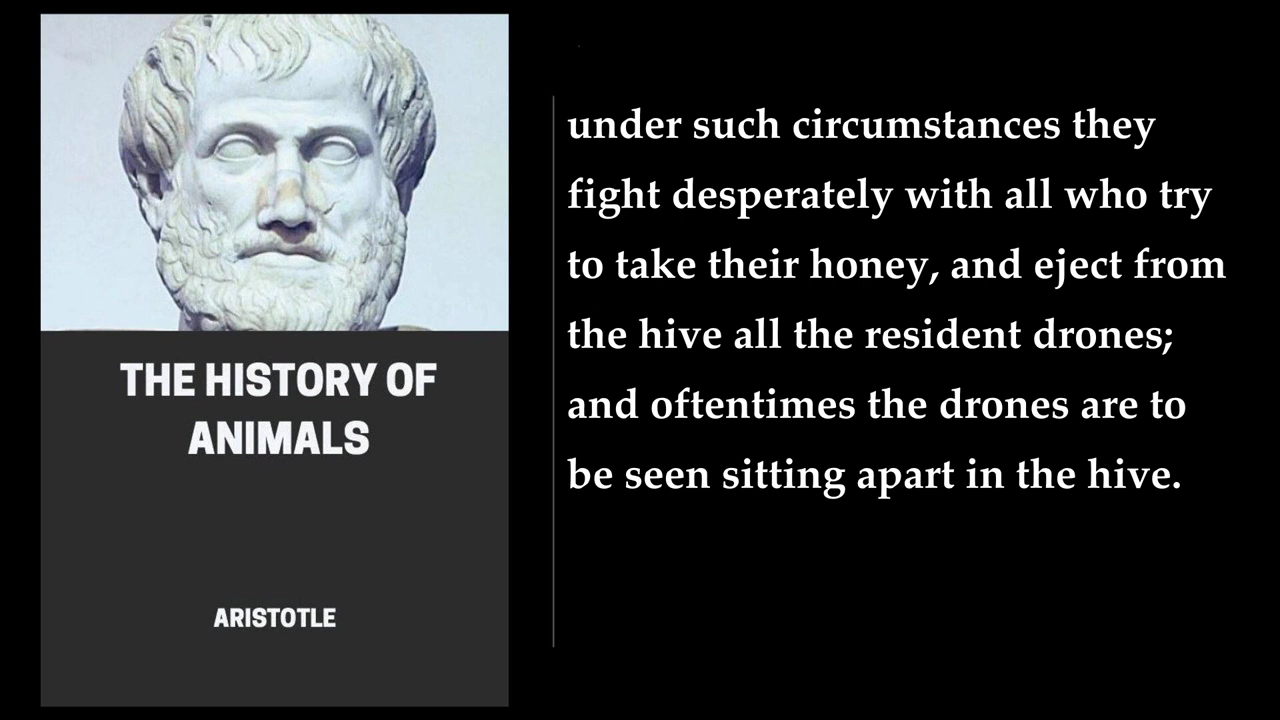 THE HISTORY OF
ANIMALS
ARISTOTLE
under such circumstances they
fight desperately with all who try
to take their honey, and eject from
the hive all the resident drones;
and oftentimes the drones are to
be seen sitting apart in the hive.